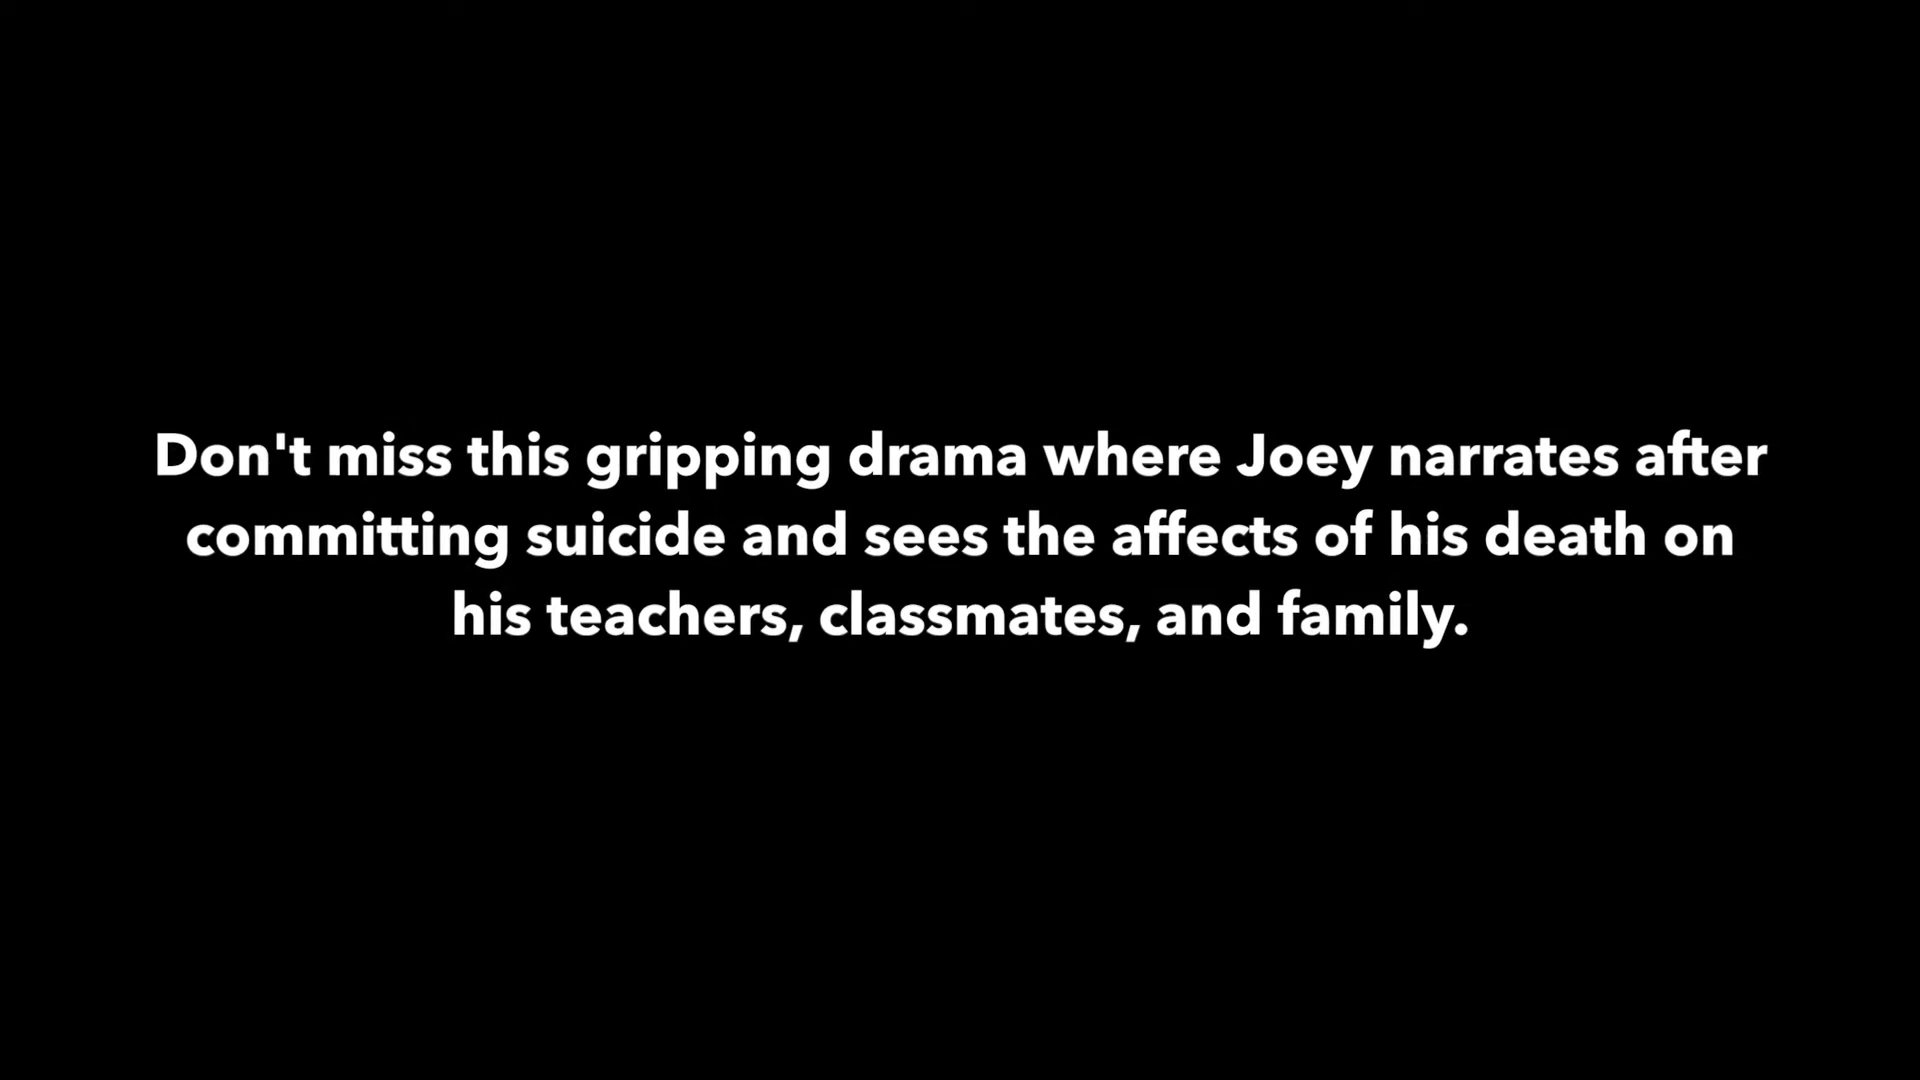 Don't miss this gripping drama where Joey narrates after
committing suicide and sees the affects of his death on
his teachers, classmates, and family.